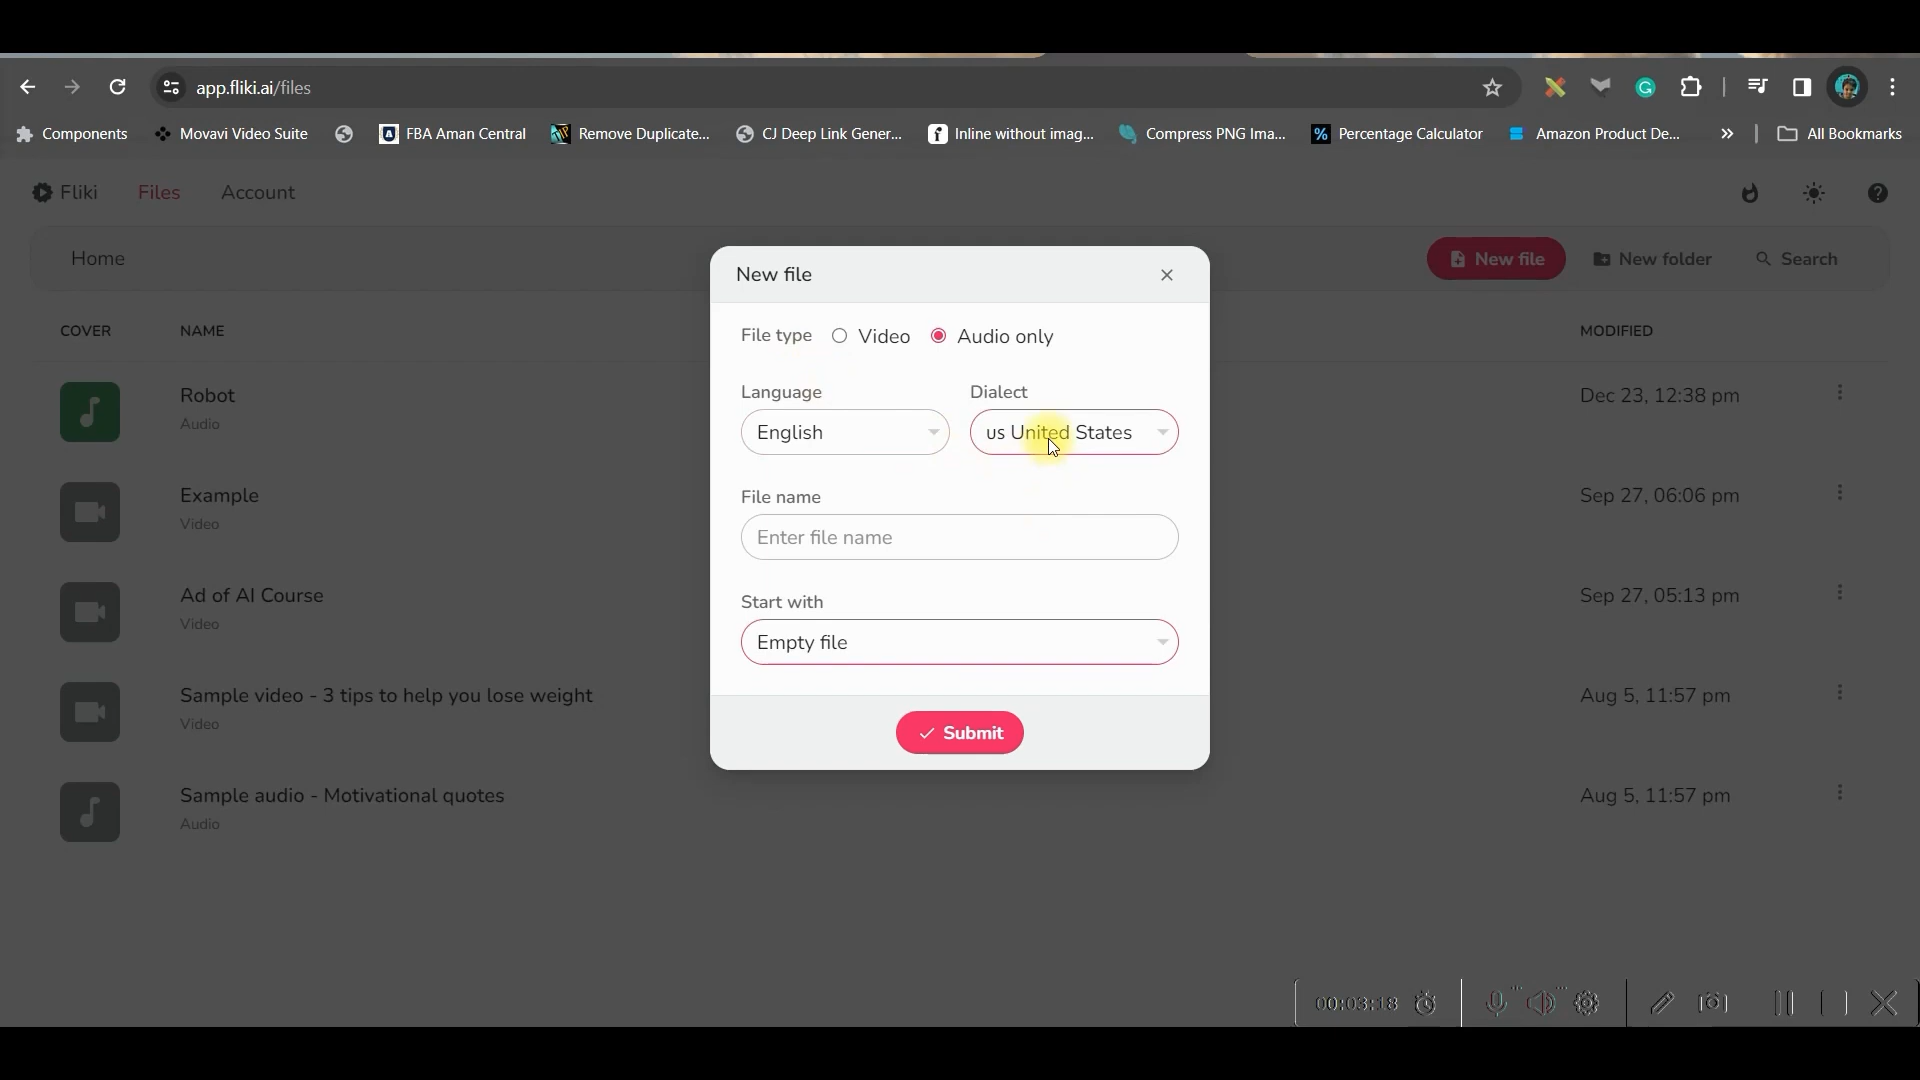 app.fliki.ai/files
Components Movavi Video Suite FBA Aman Central Remove Duplicate... CJ Deep Link Gener... Inline without imag... Compress PNG Ima... Percentage Calculator Amazon Product De... » All Bookmarks
Fliki Files Account
Home New file New folder Search
COVER NAME MODIFIED
Robot Dec 23, 12:38 pm
Audio
Example Sep 27, 06:06 pm
Video
Ad of AI Course Sep 27, 05:13 pm
Video
Sample video - 3 tips to help you lose weight Aug 5, 11:57 pm
Video
Sample audio - Motivational quotes Aug 5, 11:57 pm
Audio
New file
File type Video Audio only
Language Dialect
English us United States
File name
Enter file name
Start with
Empty file
Submit
00:03:18